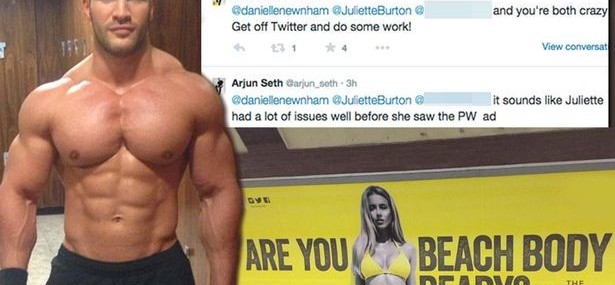 @daniellenewnham @JulietteBurton @ and you're both crazy
Get off Twitter and do some work!
1 4 View conversat
Arjun Seth @arjun_seth · 3h
@daniellenewnham @JulietteBurton @ it sounds like Juliette
had a lot of issues well before she saw the PW ad
ARE YOU BEACH BODY
READY?
THE